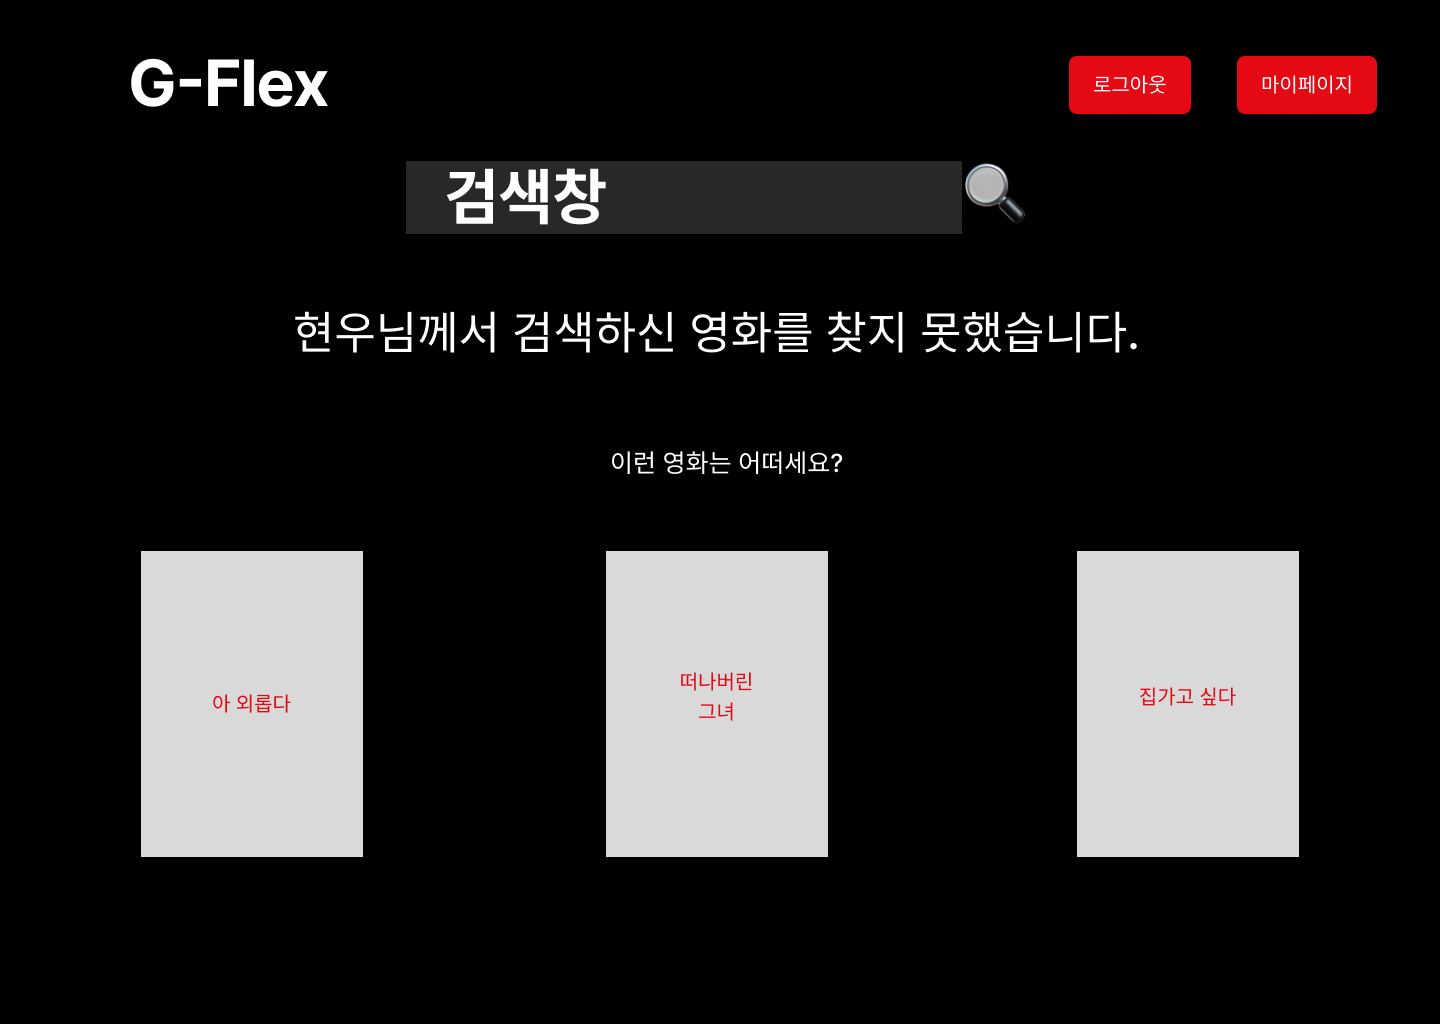 G-Flex
로그아웃
마이페이지
검색창
현우님께서 검색하신 영화를 찾지 못했습니다.
이런 영화는 어떠세요?
아 외롭다
떠나버린
그녀
집가고 싶다